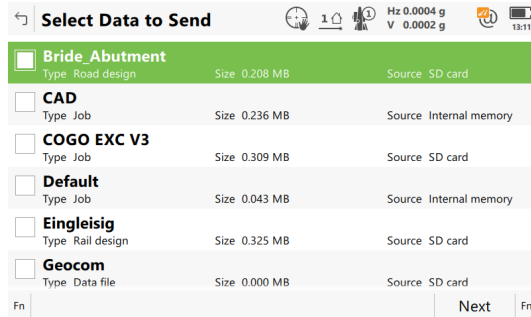 Select Data to Send 1 1 Hz 0.0004 g
V 0.0002 g 13:11
Bride_Abutment
Type Road design Size 0.208 MB Source SD card
CAD
Type Job Size 0.236 MB Source Internal memory
COGO EXC V3
Type Job Size 0.309 MB Source SD card
Default
Type Job Size 0.043 MB Source Internal memory
Eingleisig
Type Rail design Size 0.325 MB Source SD card
Geocom
Type Data file Size 0.000 MB Source SD card
Fn Next Fn